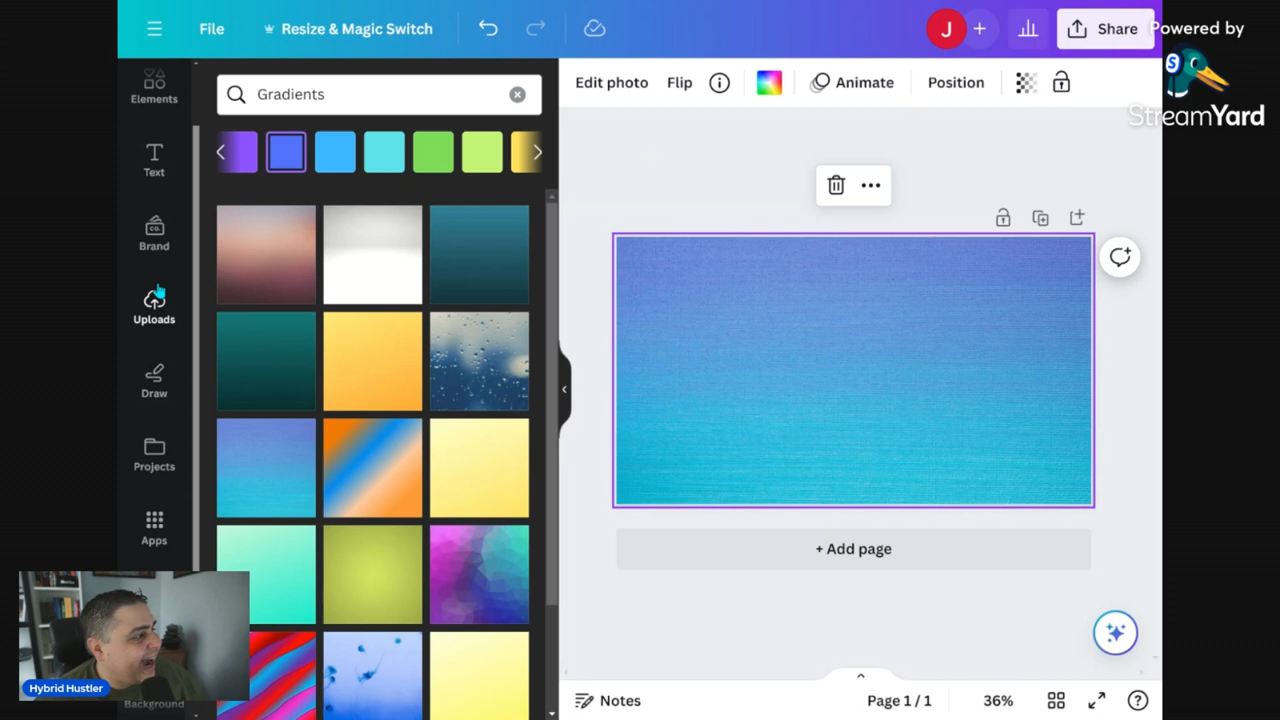 File
Resize & Magic Switch
J
Share
Powered by
S
StreamYard
Elements
Text
CO.
Brand
Uploads
Draw
Projects
Apps
Background
Gradients
Edit photo
Flip
Animate
Position
+ Add page
Notes
Page 1 / 1
36%
Hybrid Hustler